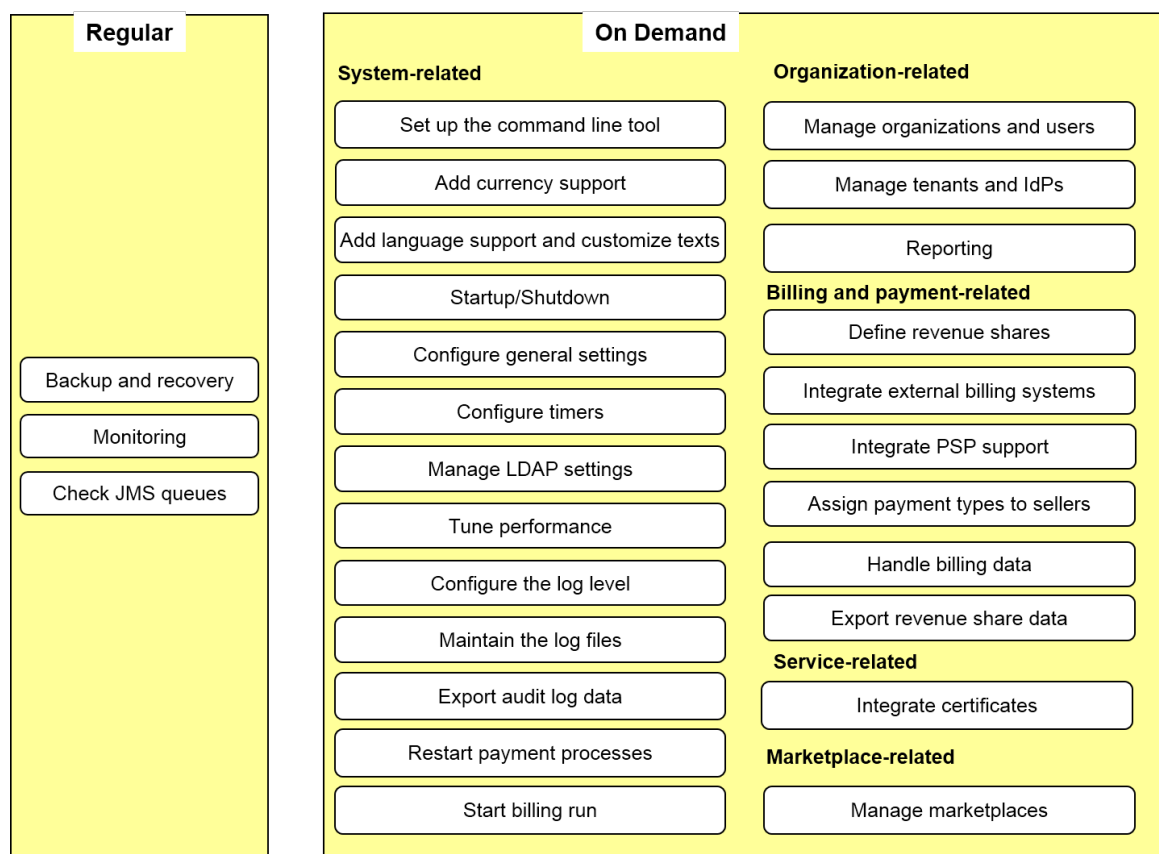 Regular
Backup and recovery
Monitoring
Check JMS queues
On Demand
System-related
Set up the command line tool
Add currency support
Add language support and customize texts
Startup/Shutdown
Configure general settings
Configure timers
Manage LDAP settings
Tune performance
Configure the log level
Maintain the log files
Export audit log data
Restart payment processes
Start billing run
Organization-related
Manage organizations and users
Manage tenants and IdPs
Reporting
Billing and payment-related
Define revenue shares
Integrate external billing systems
Integrate PSP support
Assign payment types to sellers
Handle billing data
Export revenue share data
Service-related
Integrate certificates
Marketplace-related
Manage marketplaces